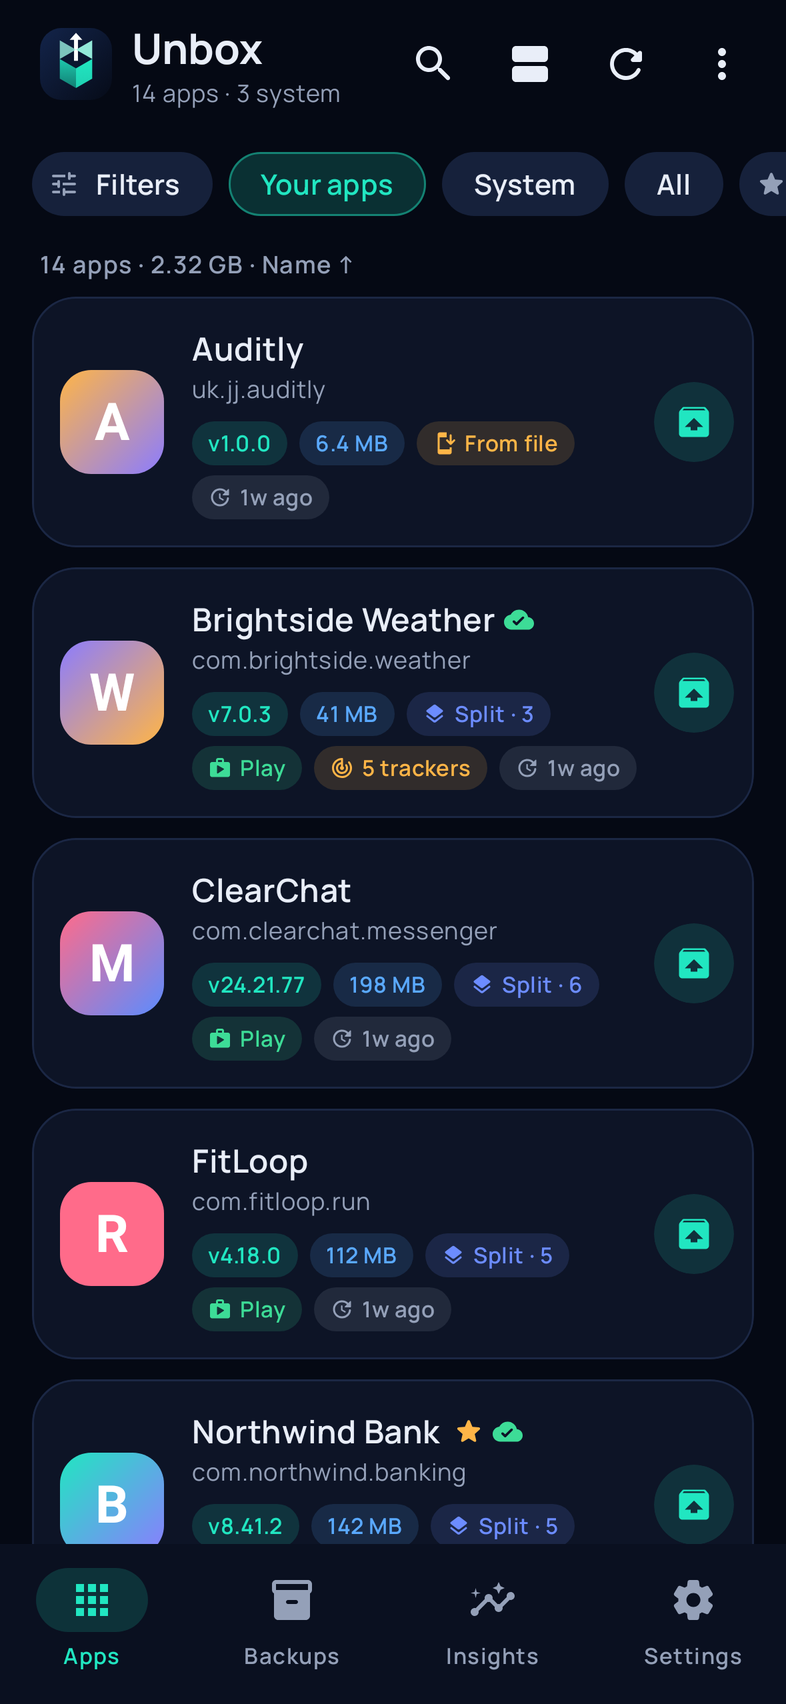 Unbox
14 apps · 3 system
Filters
Your apps
System
All
14 apps · 2.32 GB · Name ↑
A
Auditly
uk.jj.auditly
v1.0.0
6.4 MB
From file
1w ago
W
Brightside Weather
com.brightside.weather
v7.0.3
41 MB
Split · 3
Play
5 trackers
1w ago
M
ClearChat
com.clearchat.messenger
v24.21.77
198 MB
Split · 6
Play
1w ago
R
FitLoop
com.fitloop.run
v4.18.0
112 MB
Split · 5
Play
1w ago
B
Northwind Bank
com.northwind.banking
v8.41.2
142 MB
Split · 5
Apps
Backups
Insights
Settings